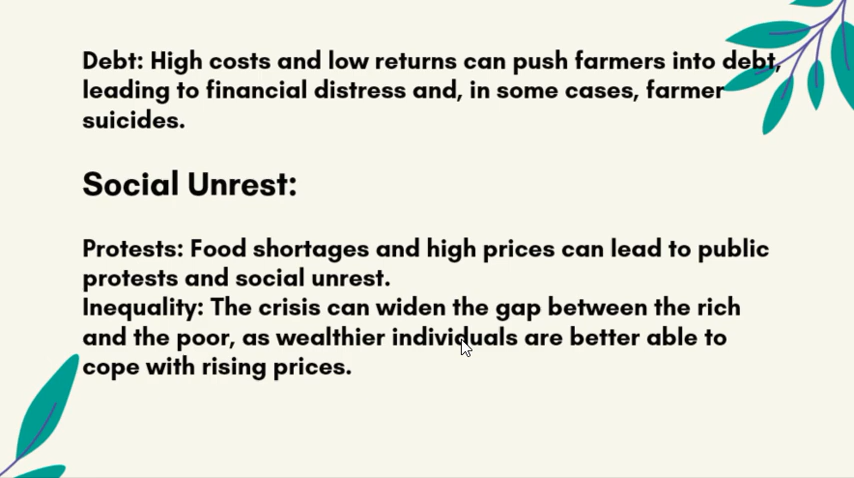 Debt: High costs and low returns can push farmers into debt,
leading to financial distress and, in some cases, farmer
suicides.
Social Unrest:
Protests: Food shortages and high prices can lead to public
protests and social unrest.
Inequality: The crisis can widen the gap between the rich
and the poor, as wealthier individuals are better able to
cope with rising prices.